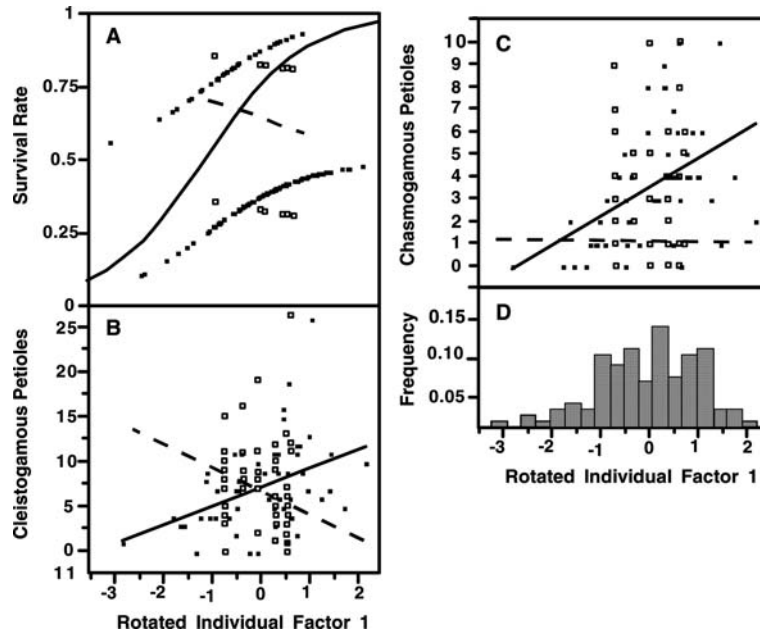 A
Survival Rate
1
0.75
0.5
0.25
0
B
Cleistogamous Petioles
25
20
15
10
5
0
11
-3 -2 -1 0 1 2
Rotated Individual Factor 1
C
Chasmogamous Petioles
10
9
8
7
6
5
4
3
2
1
0
D
Frequency
0.15
0.10
0.05
-3 -2 -1 0 1 2
Rotated Individual Factor 1